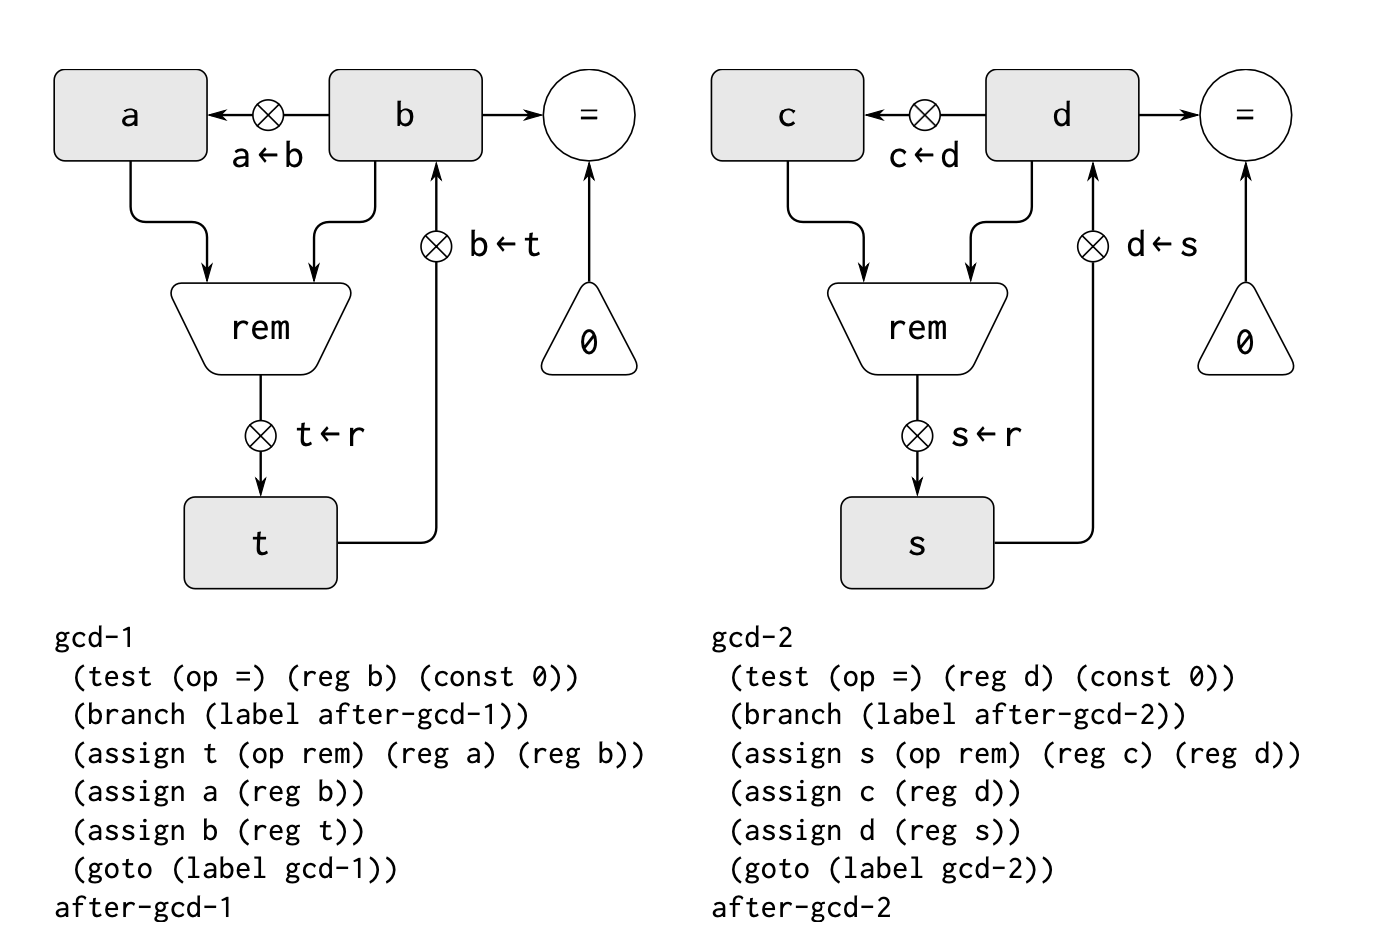 a
b
=
a←b
b←t
rem
0
t←r
t
c
d
=
c←d
d←s
rem
0
s←r
s
gcd-1
(test (op =) (reg b) (const 0))
(branch (label after-gcd-1))
(assign t (op rem) (reg a) (reg b))
(assign a (reg b))
(assign b (reg t))
(goto (label gcd-1))
after-gcd-1
gcd-2
(test (op =) (reg d) (const 0))
(branch (label after-gcd-2))
(assign s (op rem) (reg c) (reg d))
(assign c (reg d))
(assign d (reg s))
(goto (label gcd-2))
after-gcd-2